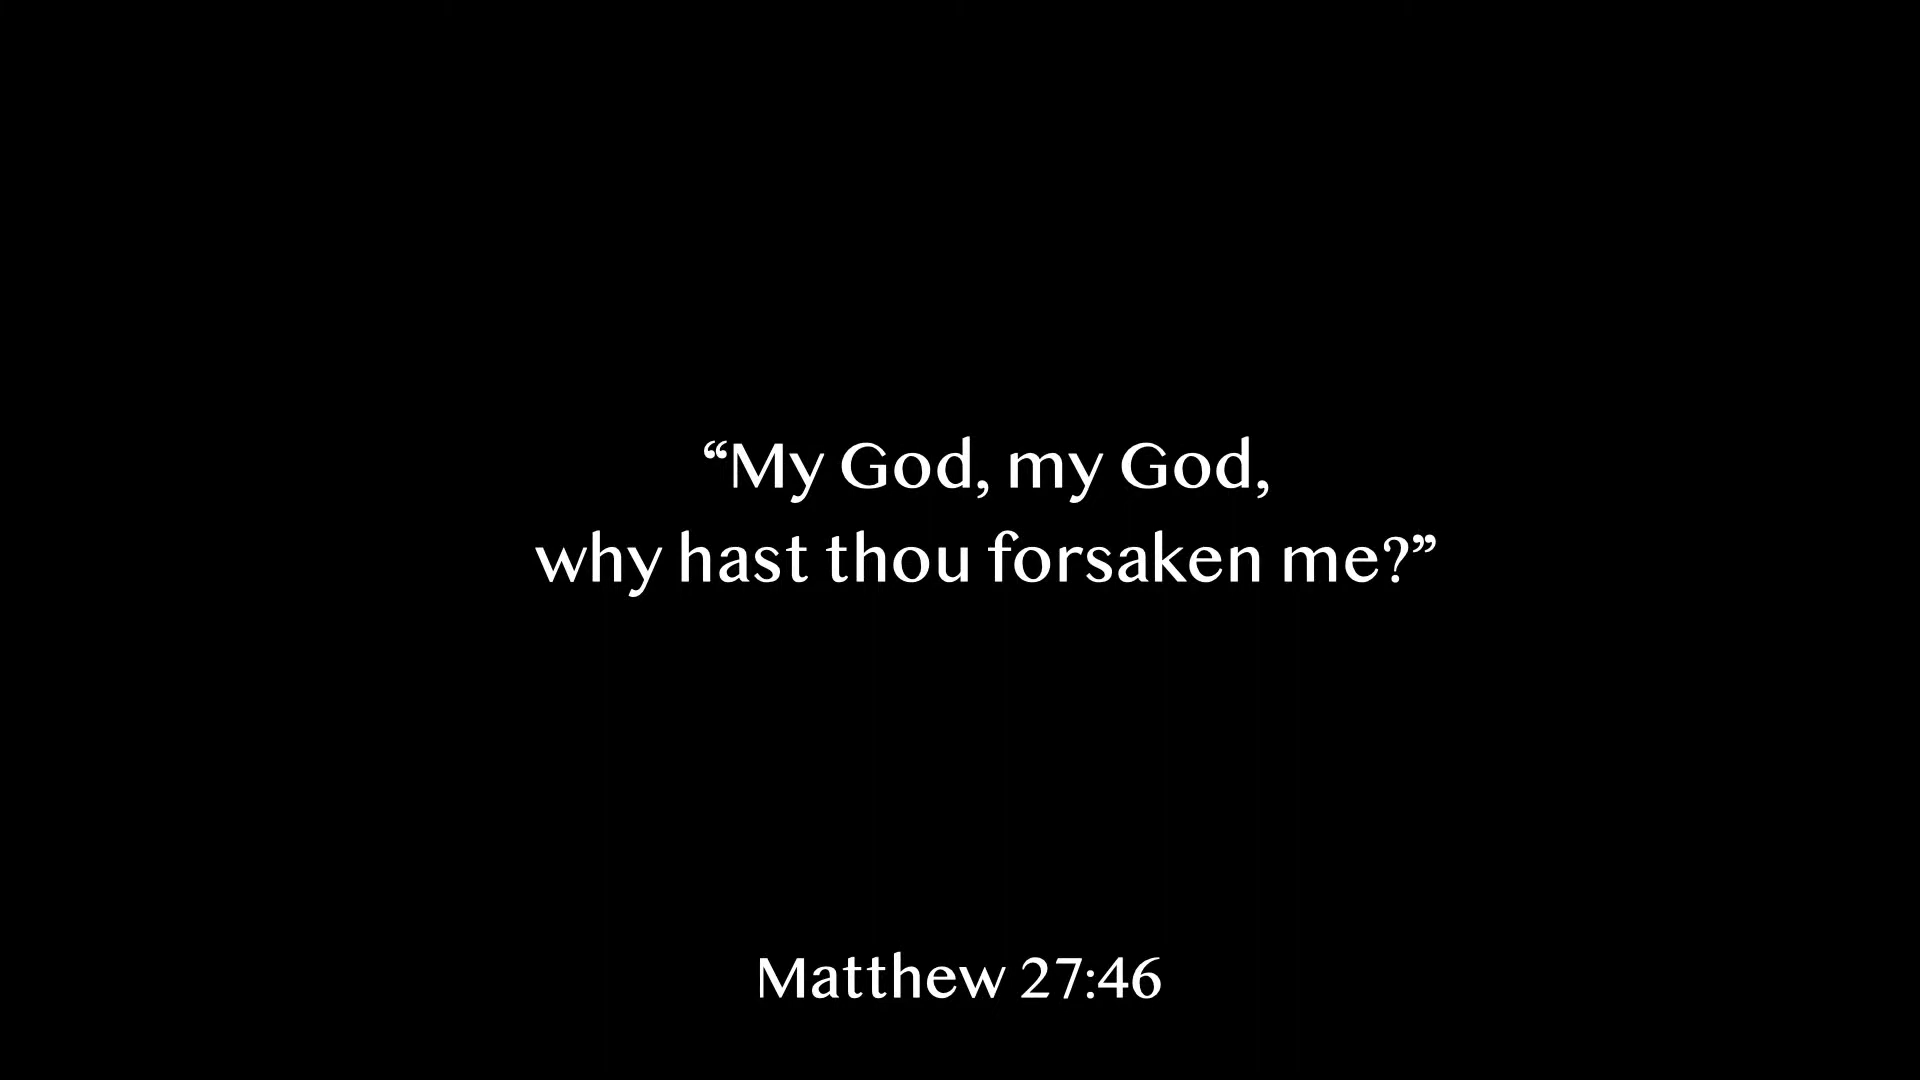 “My God, my God,
why hast thou forsaken me?”
Matthew 27:46